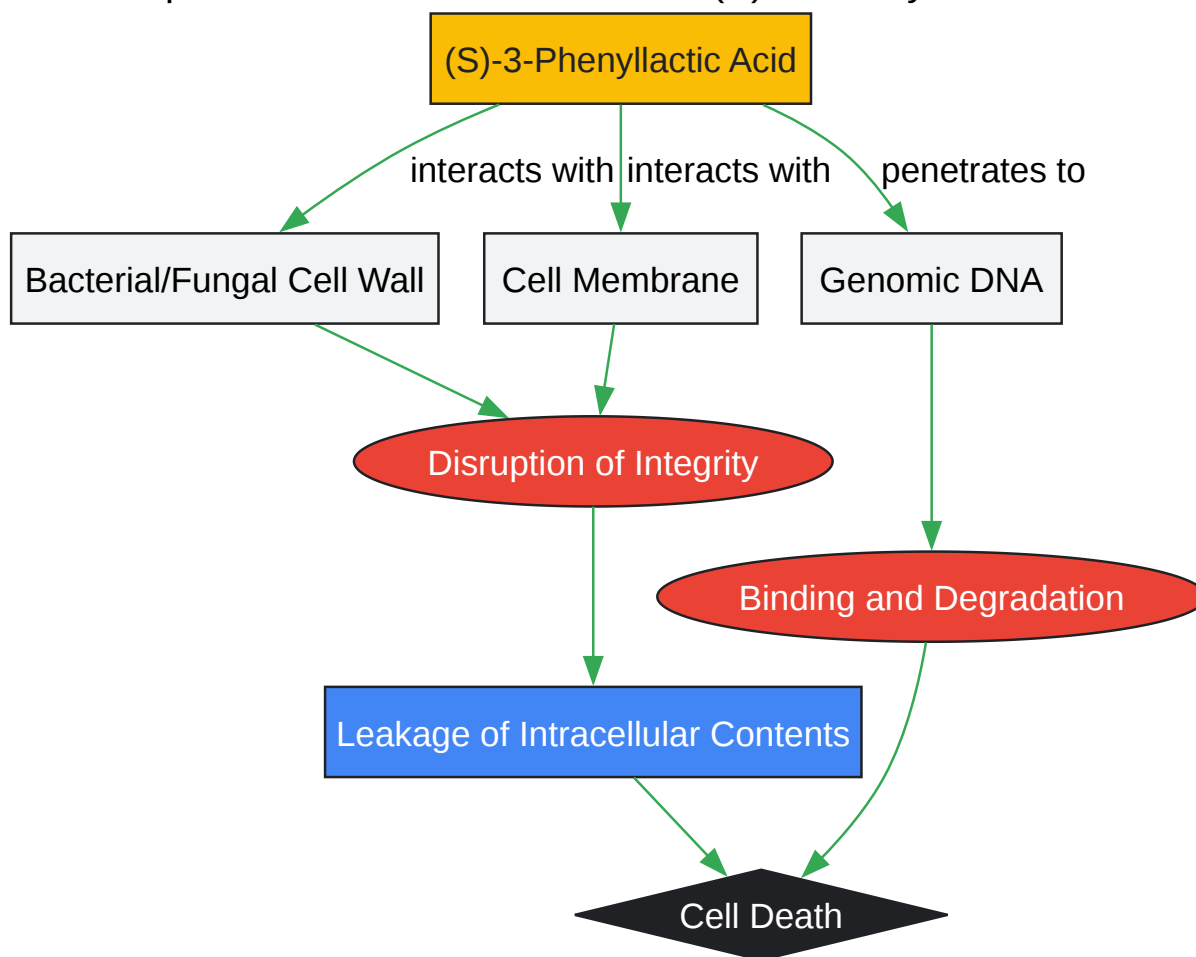 (S)-3-Phenyllactic Acid
interacts with
interacts with
penetrates to
Bacterial/Fungal Cell Wall
Cell Membrane
Genomic DNA
Disruption of Integrity
Binding and Degradation
Leakage of Intracellular Contents
Cell Death